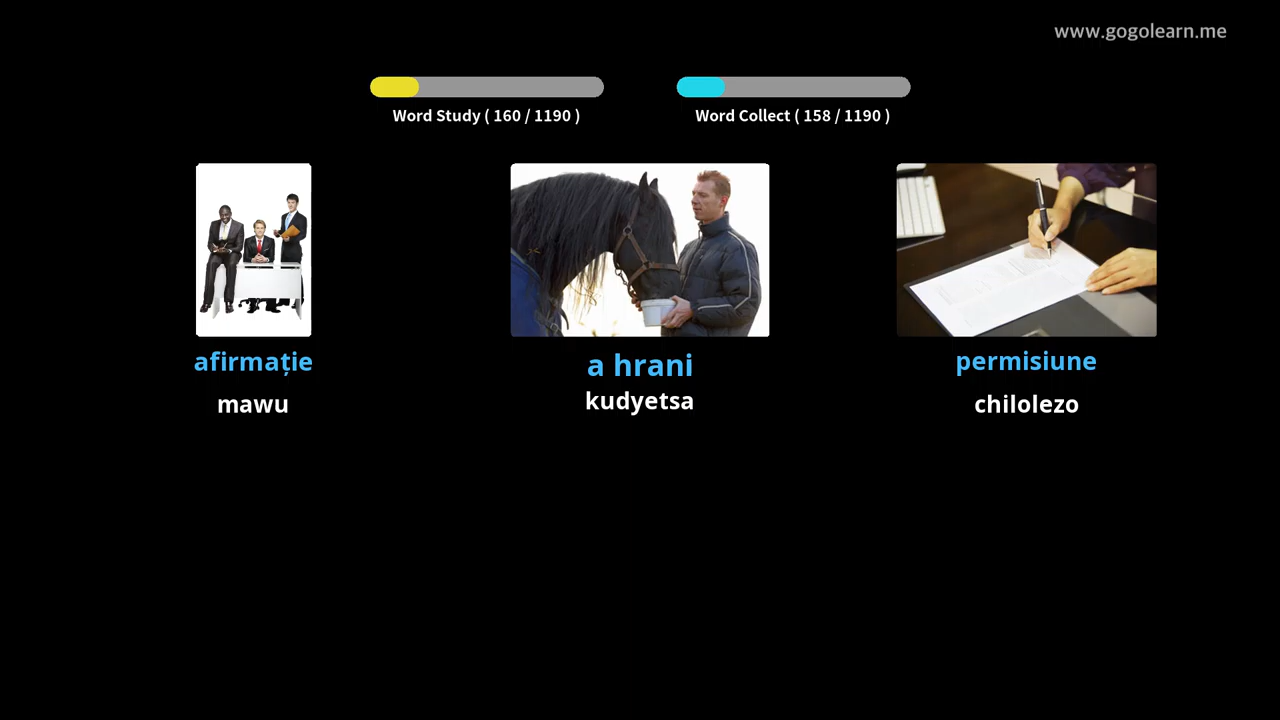 www.gogolearn.me
Word Study ( 160 / 1190 )
Word Collect ( 158 / 1190 )
afirmație
mawu
a hrani
kudyetsa
permisiune
chilolezo